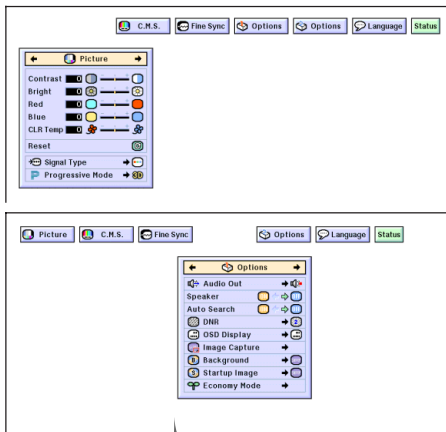 C.M.S. Fine Sync Options Options Language Status
Picture
Contrast 0
Bright 0
Red 0
Blue 0
CLR Temp 0
Reset
Signal Type
Progressive Mode 3D
Picture C.M.S. Fine Sync Options Language Status
Options
Audio Out
Speaker
Auto Search
DNR 2
OSD Display
Image Capture
B Background
S Startup Image
Economy Mode